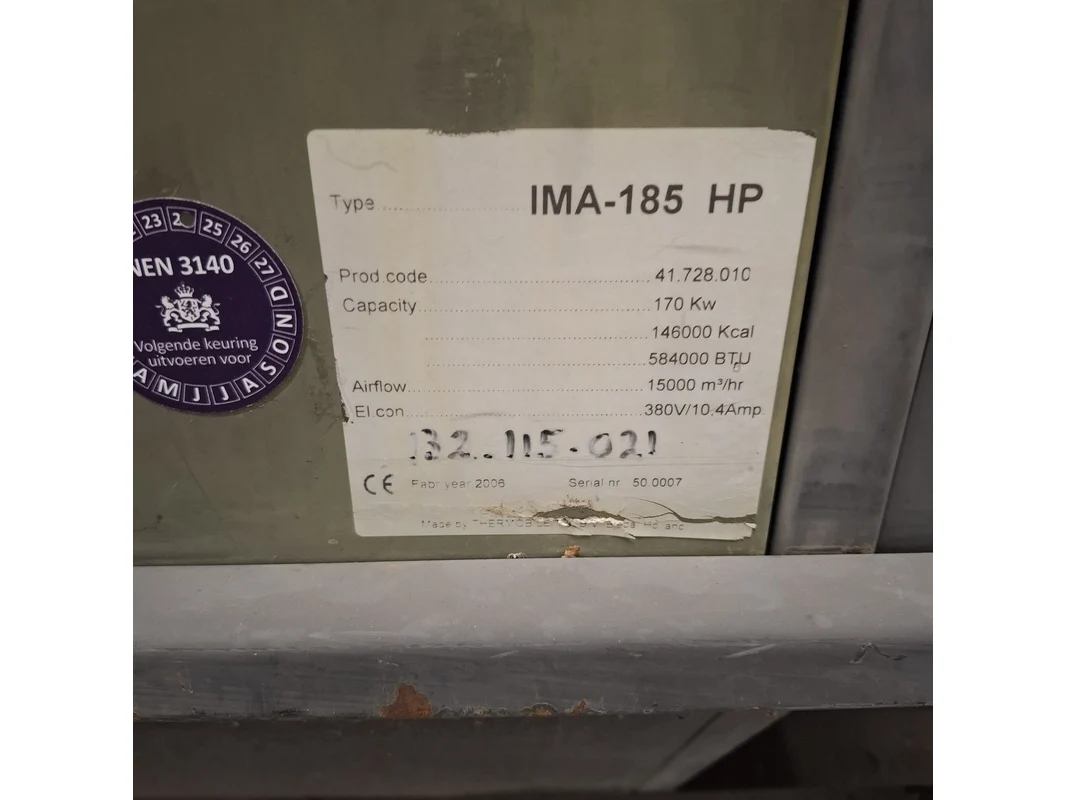 Type IMA-185 HP
Prod.code 41.728.010
Capacity 170 Kw
146000 Kcal
584000 BTU
Airflow 15000 m³/hr
El.con 380V/10.4Amp
132.115.021
CE Fabr year 2006 Serial nr 50.0007
Made by
23 2 25 26 27
NEN 3140
Volgende keuring
uitvoeren voor
A M J J A S O N D